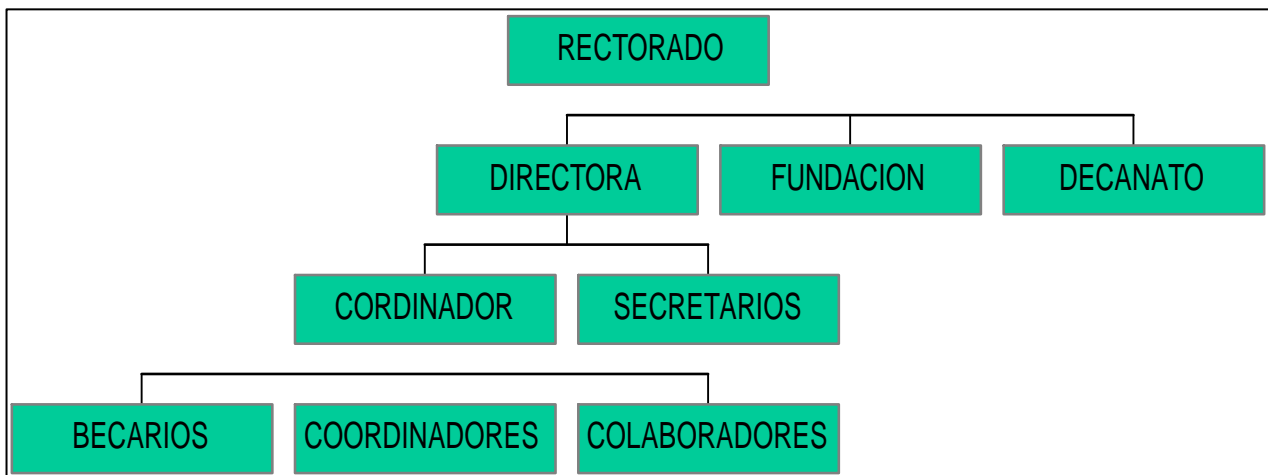 RECTORADO
DIRECTORA
FUNDACION
DECANATO
CORDINADOR
SECRETARIOS
BECARIOS
COORDINADORES
COLABORADORES